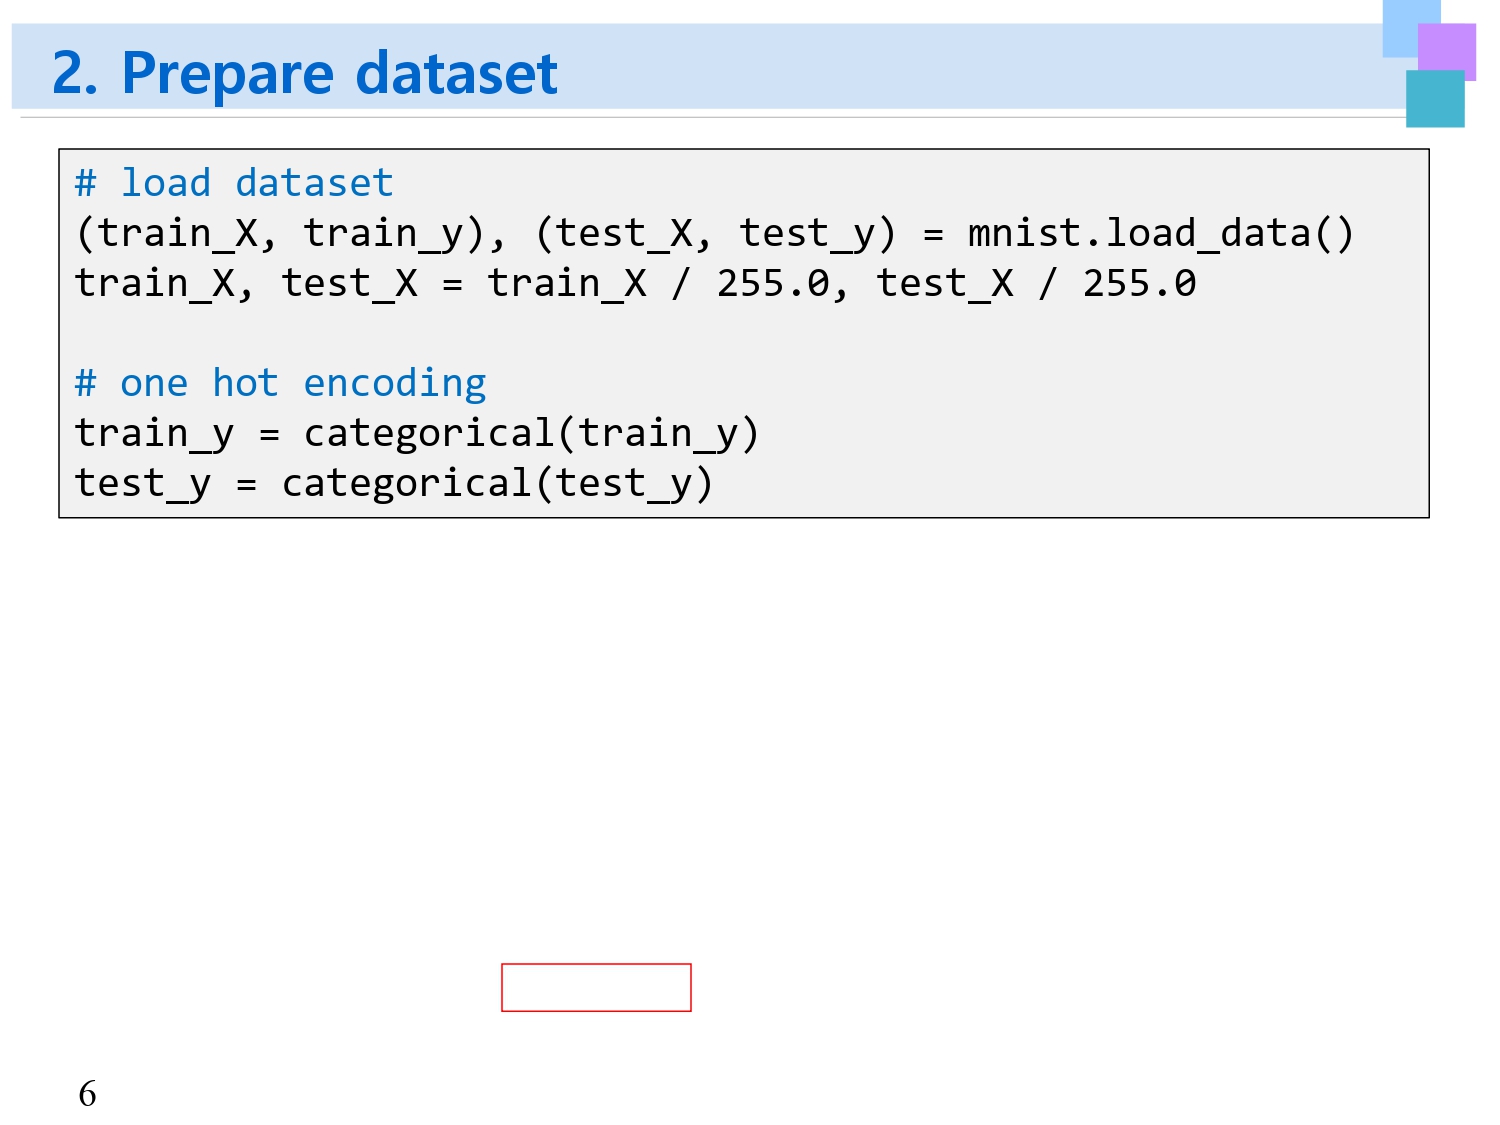 2. Prepare dataset
# load dataset
(train_X, train_y), (test_X, test_y) = mnist.load_data()
train_X, test_X = train_X / 255.0, test_X / 255.0
# one hot encoding
train_y = categorical(train_y)
test_y = categorical(test_y)
6